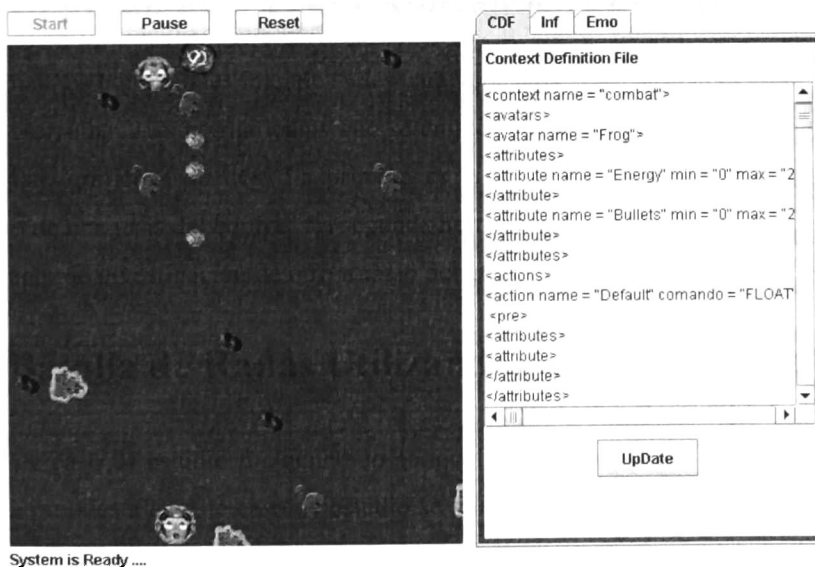 Start Pause Reset
CDF Inf Emo
Context Definition File
<context name = "combat">
<avatars>
<avatar name = "Frog">
<attributes>
<attribute name = "Energy" min = "0" max = "2
</attribute>
<attribute name = "Bullets" min = "0" max = "2
</attribute>
</attributes>
<actions>
<action name = "Default" comando = "FLOAT"
<pre>
<attributes>
<attribute>
</attribute>
</attributes>
UpDate
System is Ready ....